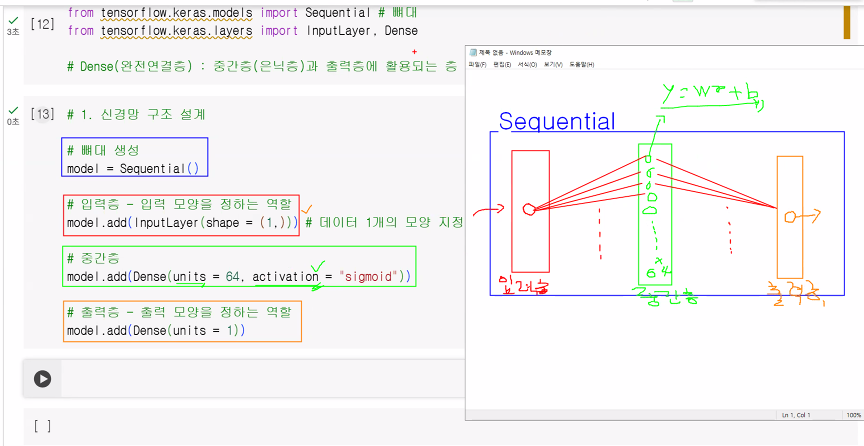 from tensorflow.keras.models import Sequential # 뼈대
[12]
3초
from tensorflow.keras.layers import InputLayer, Dense
# Dense(완전연결층) : 중간층(은닉층)과 출력층에 활용되는 층
[13]
0초
# 1. 신경망 구조 설계
# 뼈대 생성
model = Sequential()
# 입력층 - 입력 모양을 정하는 역할
model.add(InputLayer(shape = (1,))) # 데이터 1개의 모양 지정
# 중간층
model.add(Dense(units = 64, activation = "sigmoid"))
# 출력층 - 출력 모양을 정하는 역할
model.add(Dense(units = 1))
[ ]
제목 없음 - Windows 메모장
파일(F) 편집(E) 서식(O) 보기(V) 도움말(H)
y=wx+b
Sequential
64
입력층
중간층
출력층
Ln 1, Col 1
100%